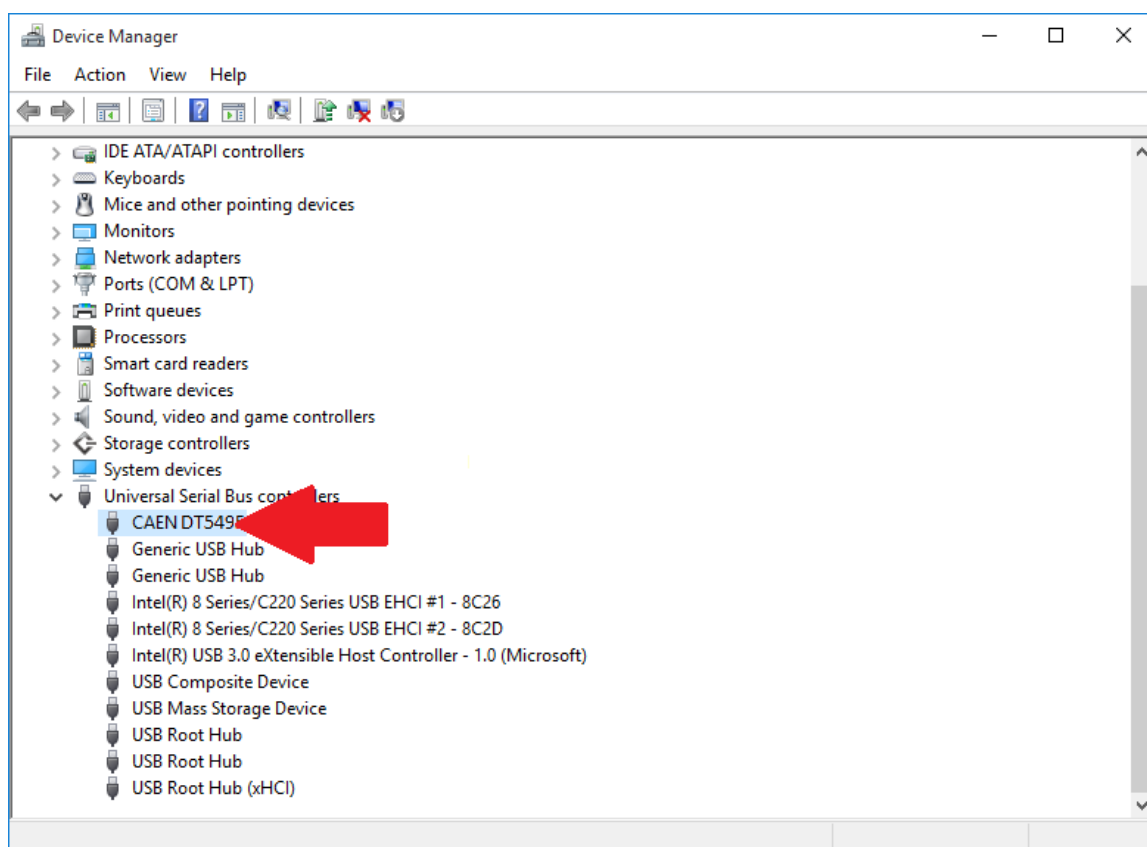 Device Manager
File Action View Help
IDE ATA/ATAPI controllers
Keyboards
Mice and other pointing devices
Monitors
Network adapters
Ports (COM & LPT)
Print queues
Processors
Smart card readers
Software devices
Sound, video and game controllers
Storage controllers
System devices
Universal Serial Bus controllers
CAEN DT5495
Generic USB Hub
Generic USB Hub
Intel(R) 8 Series/C220 Series USB EHCI #1 - 8C26
Intel(R) 8 Series/C220 Series USB EHCI #2 - 8C2D
Intel(R) USB 3.0 eXtensible Host Controller - 1.0 (Microsoft)
USB Composite Device
USB Mass Storage Device
USB Root Hub
USB Root Hub
USB Root Hub (xHCI)